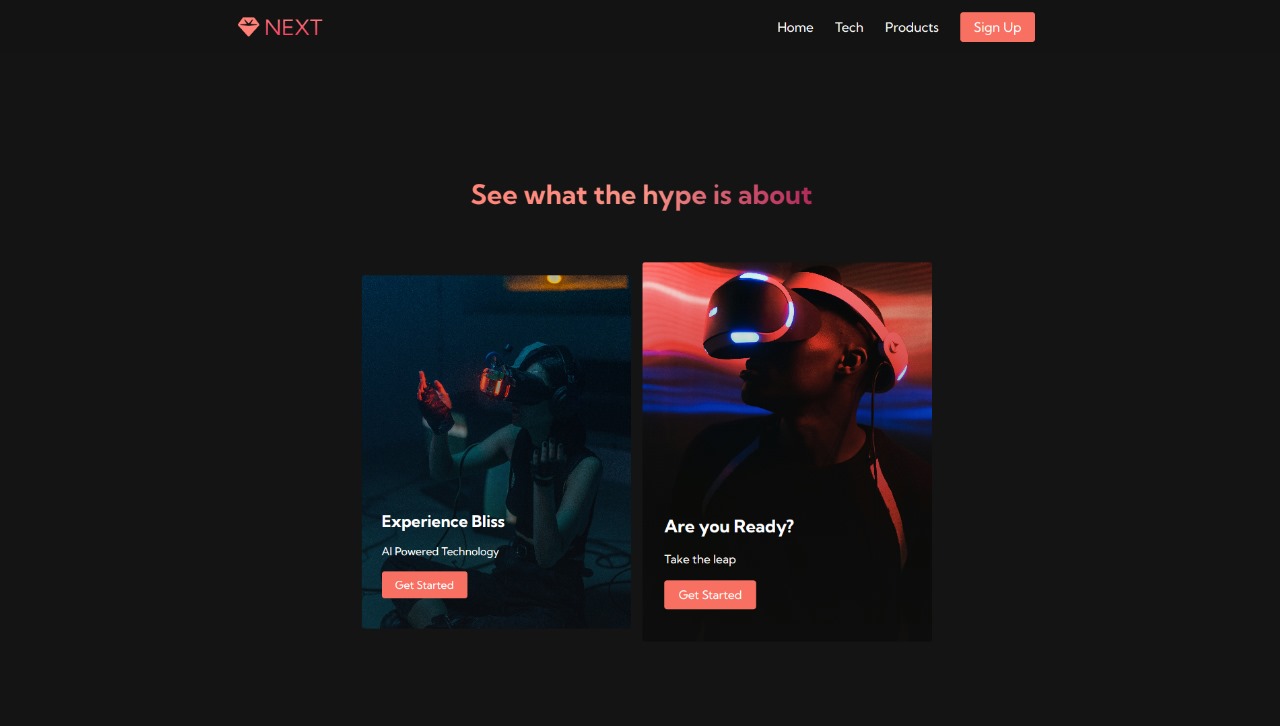 NEXT
Home
Tech
Products
Sign Up
See what the hype is about
Experience Bliss
AI Powered Technology
Get Started
Are you Ready?
Take the leap
Get Started